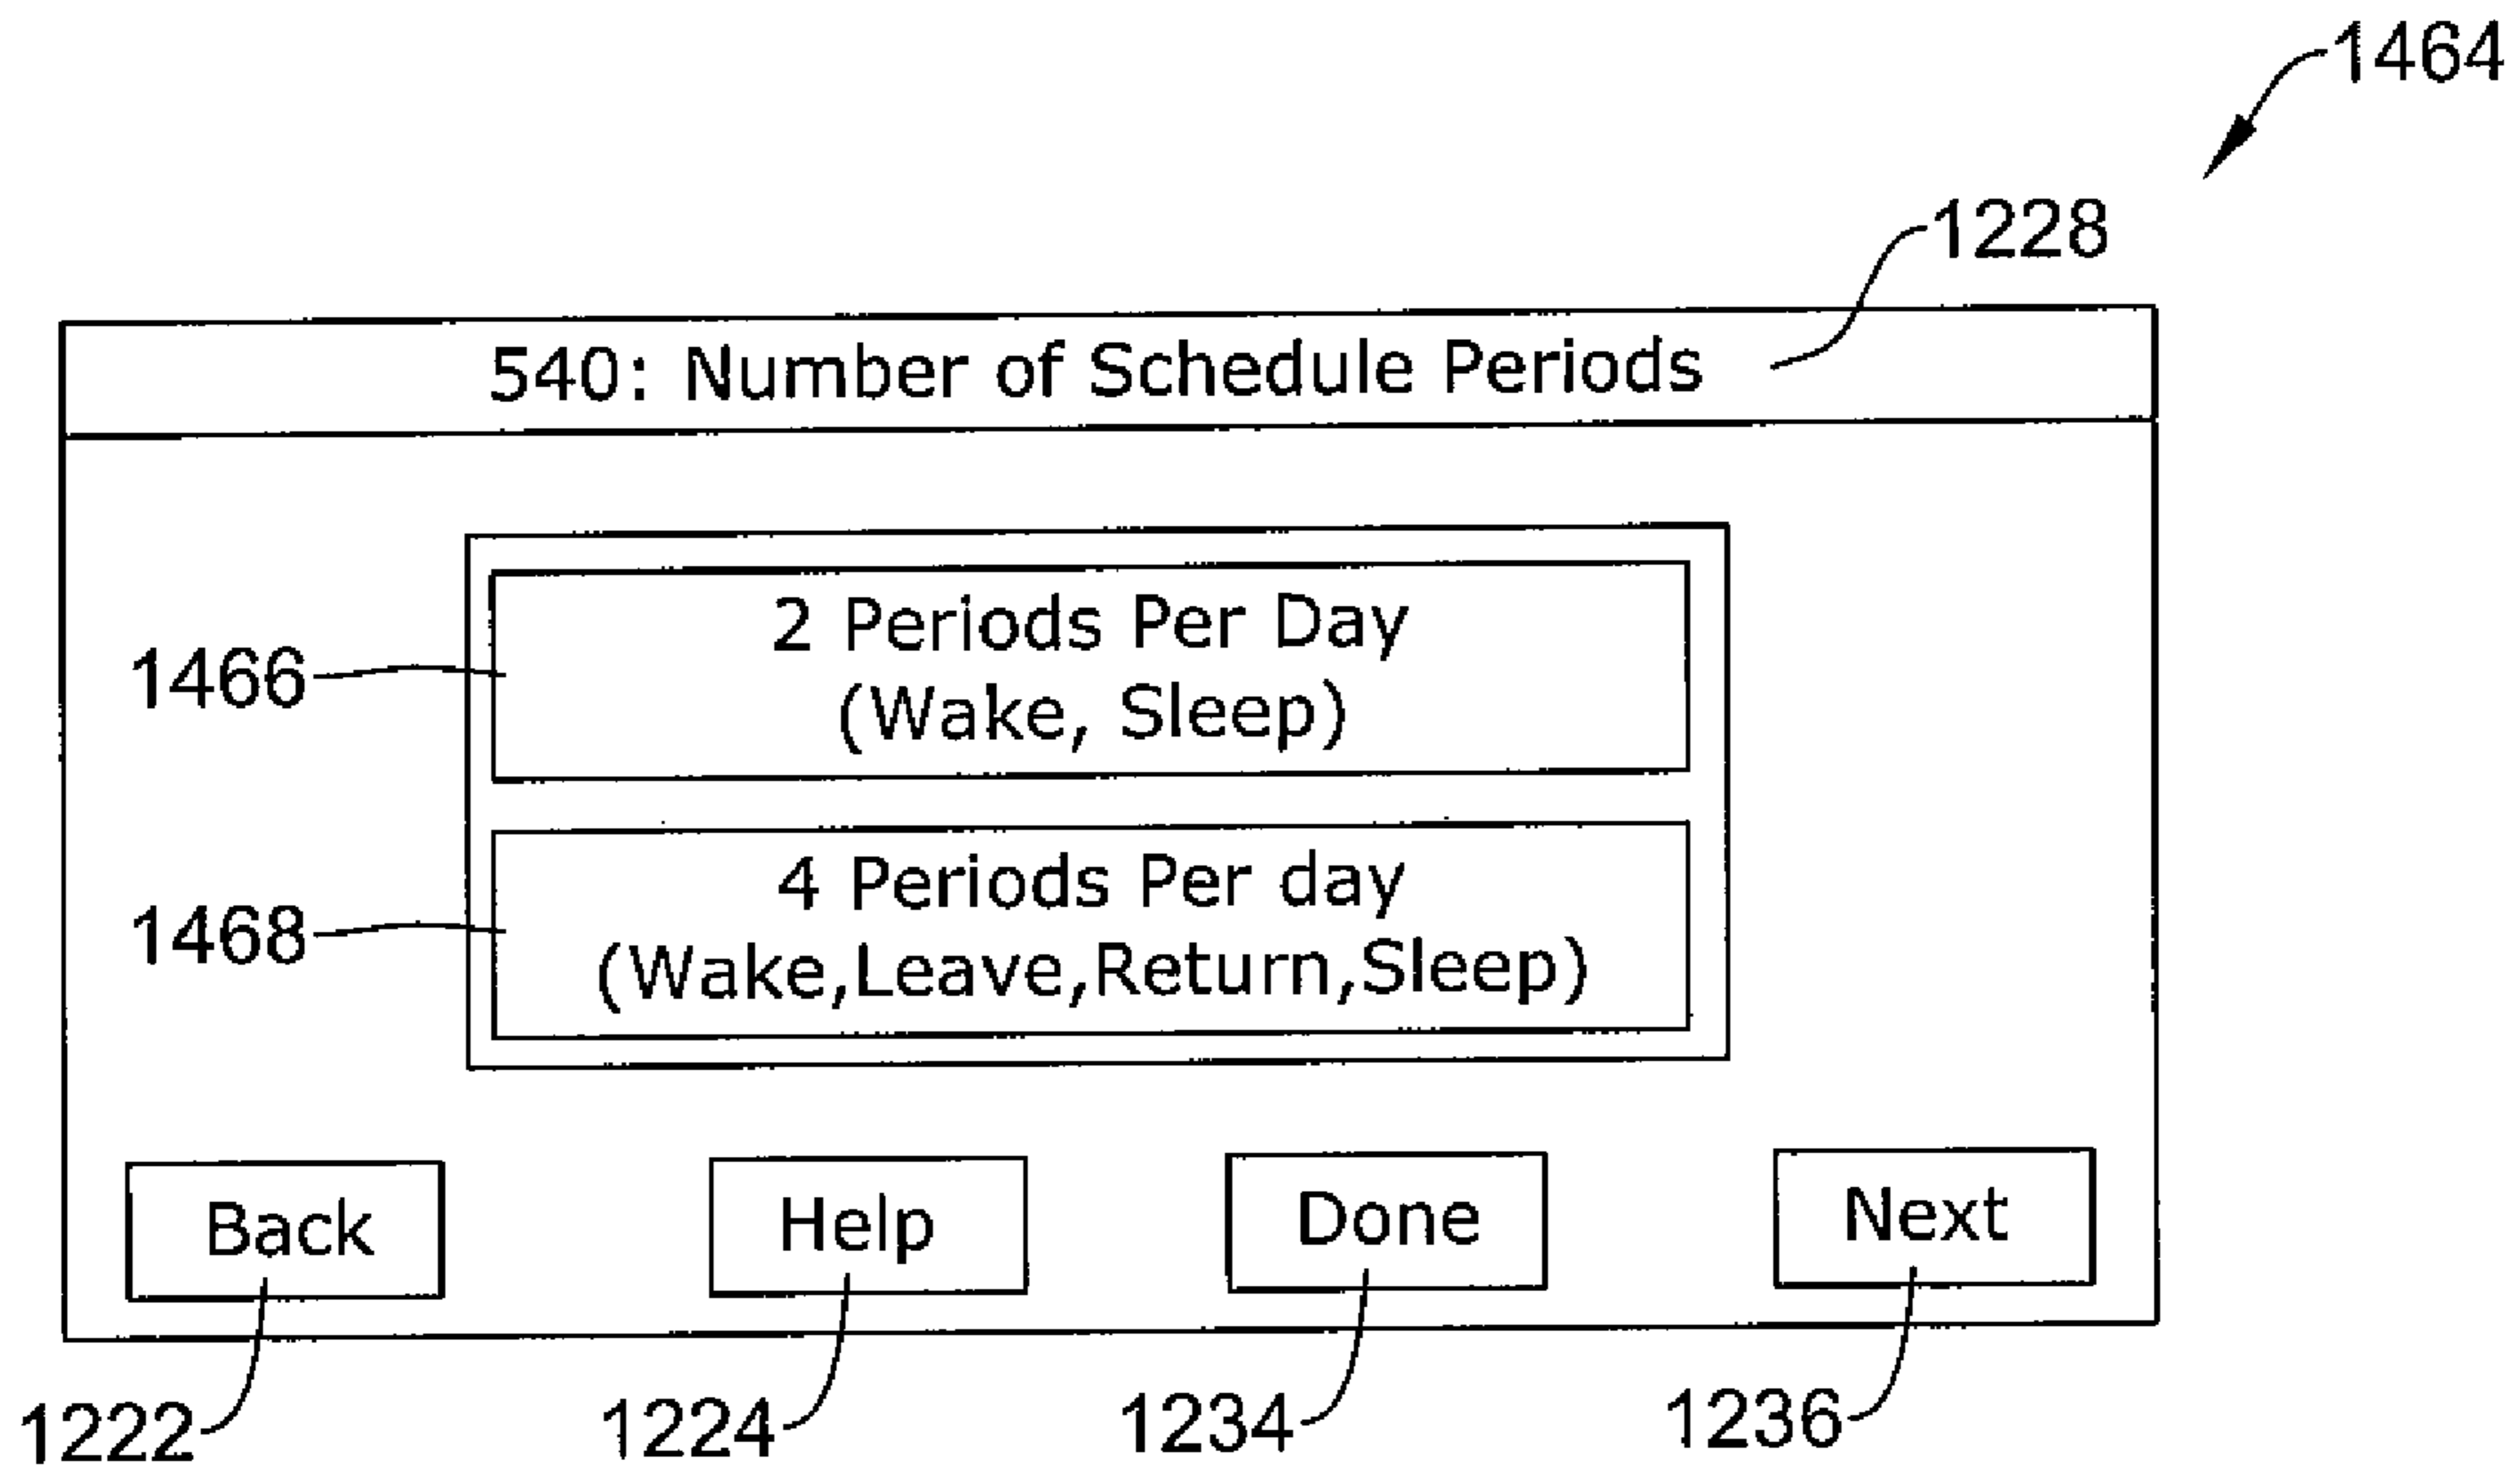 1464
1228
540: Number of Schedule Periods
2 Periods Per Day
(Wake, Sleep)
1466
4 Periods Per day
(Wake,Leave,Return,Sleep)
1468
Back
Help
Done
Next
1222
1224
1234
1236